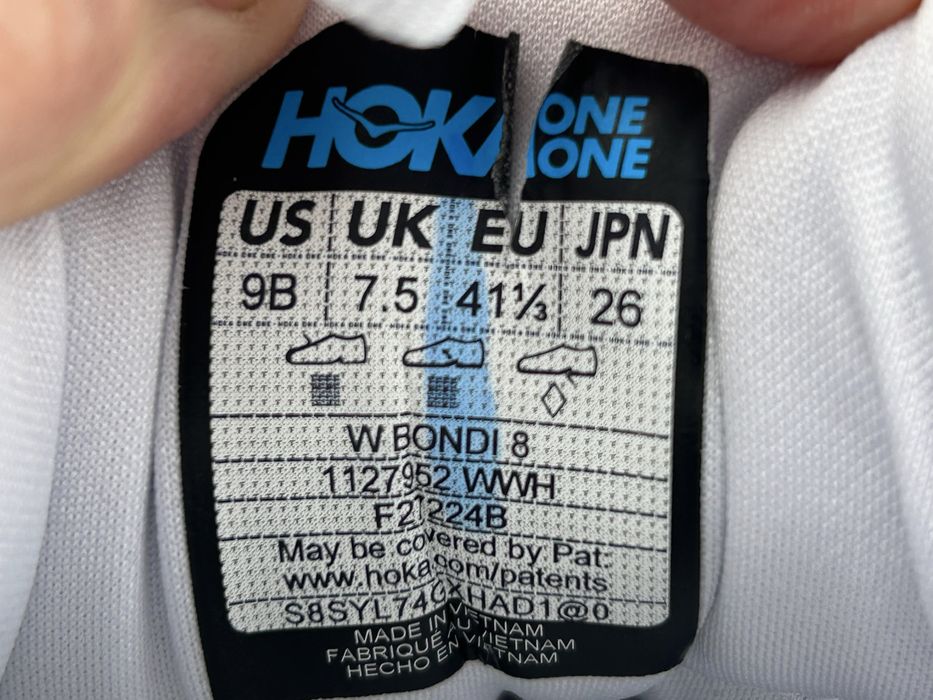 HOKA ONE ONE
US UK EU JPN
9B 7.5 41⅓ 26
W BONDI 8
1127952 WWH
May be covered by Pat:
www.hoka.com/patents
MADE IN VIETNAM
FABRIQUÉ AU VIETNAM
HECHO EN VIETNAM